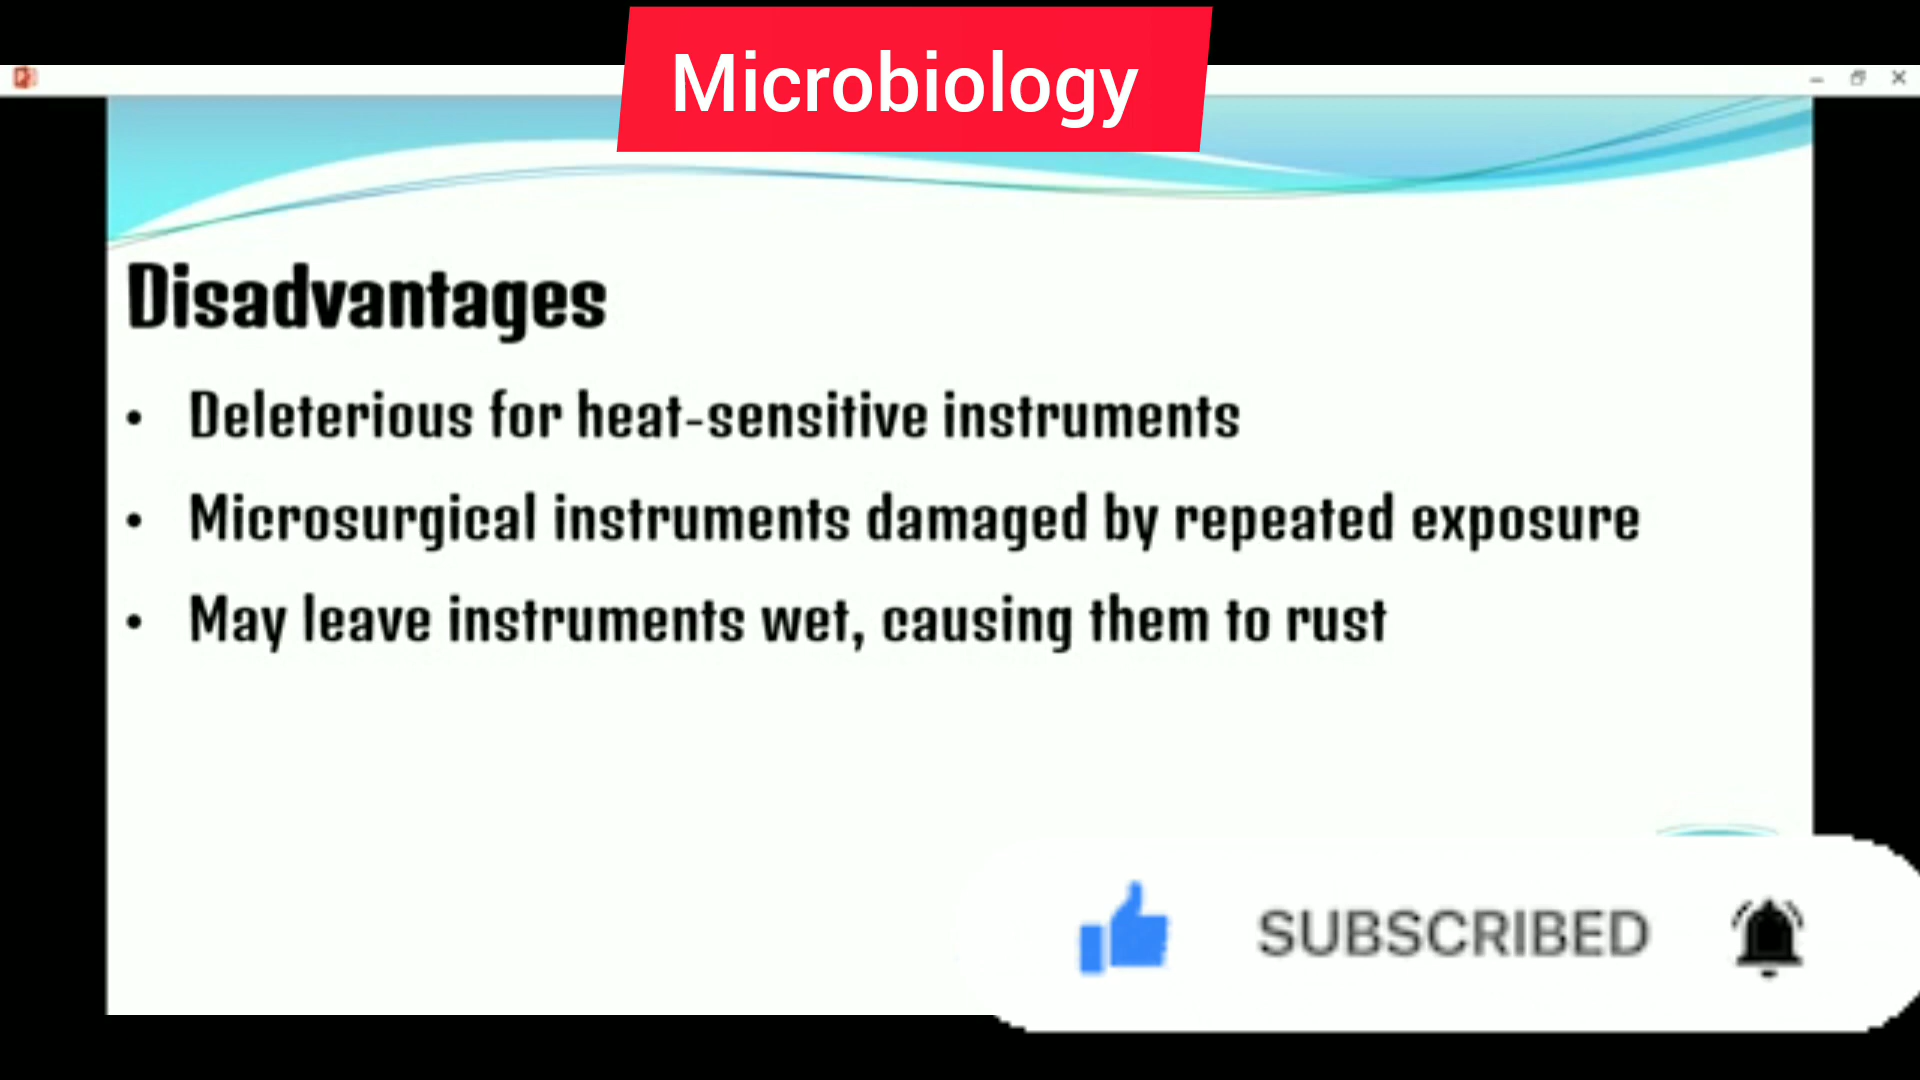 Microbiology
Disadvantages
• Deleterious for heat-sensitive instruments
• Microsurgical instruments damaged by repeated exposure
• May leave instruments wet, causing them to rust
SUBSCRIBED